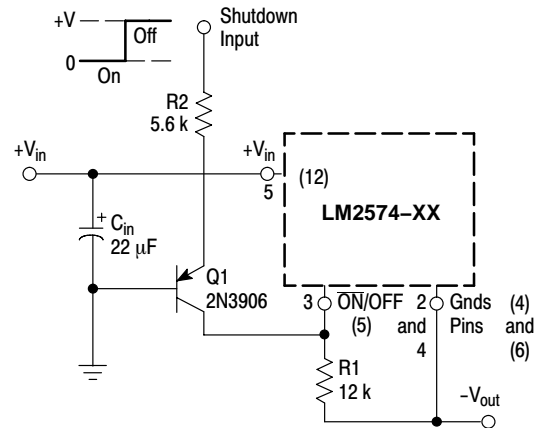 +V
Off
0
On
Shutdown
Input
R2
5.6 k
+Vin
+Vin
5
(12)
LM2574–XX
+
Cin
22 µF
Q1
2N3906
3
ON/OFF
(5)
2
and
4
Gnds
Pins
(4)
and
(6)
R1
12 k
–Vout